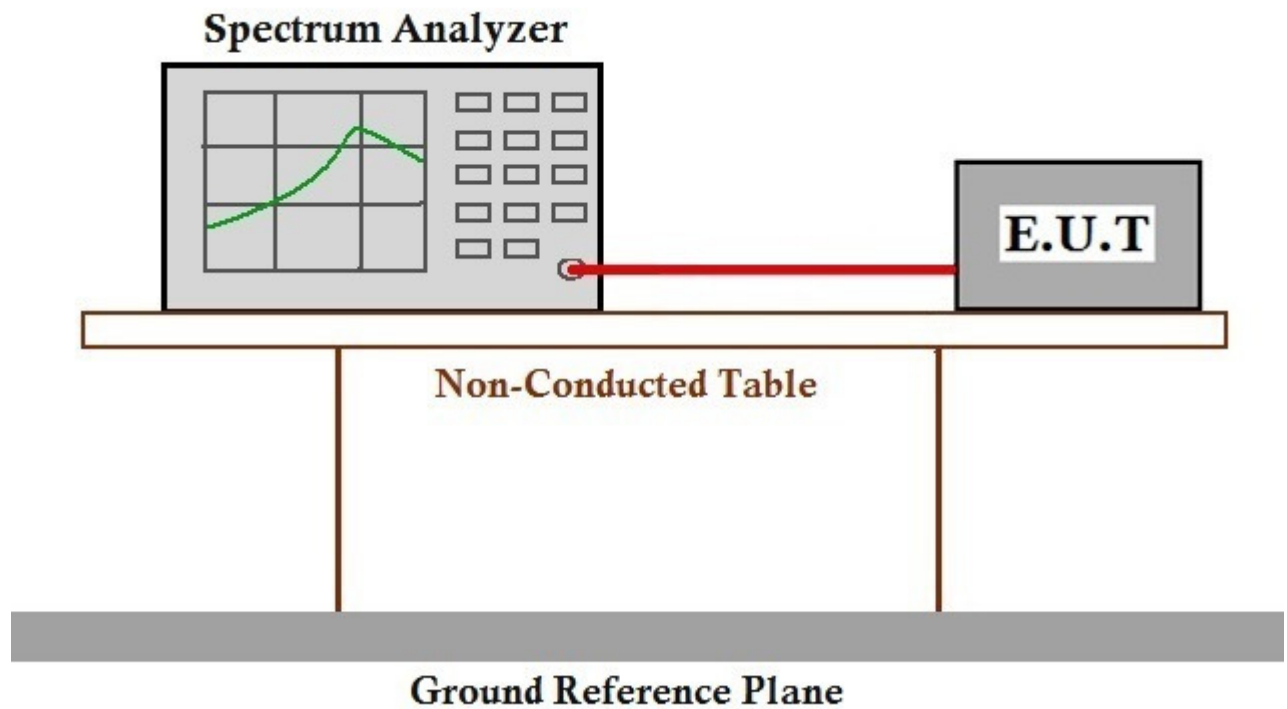 Spectrum Analyzer
E.U.T
Non-Conducted Table
Ground Reference Plane